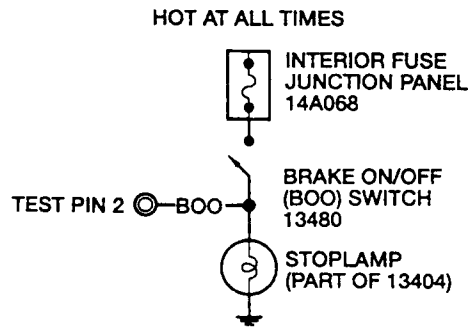 HOT AT ALL TIMES
INTERIOR FUSE
JUNCTION PANEL
14A068
BRAKE ON/OFF
(BOO) SWITCH
13480
TEST PIN 2
BOO
STOPLAMP
(PART OF 13404)